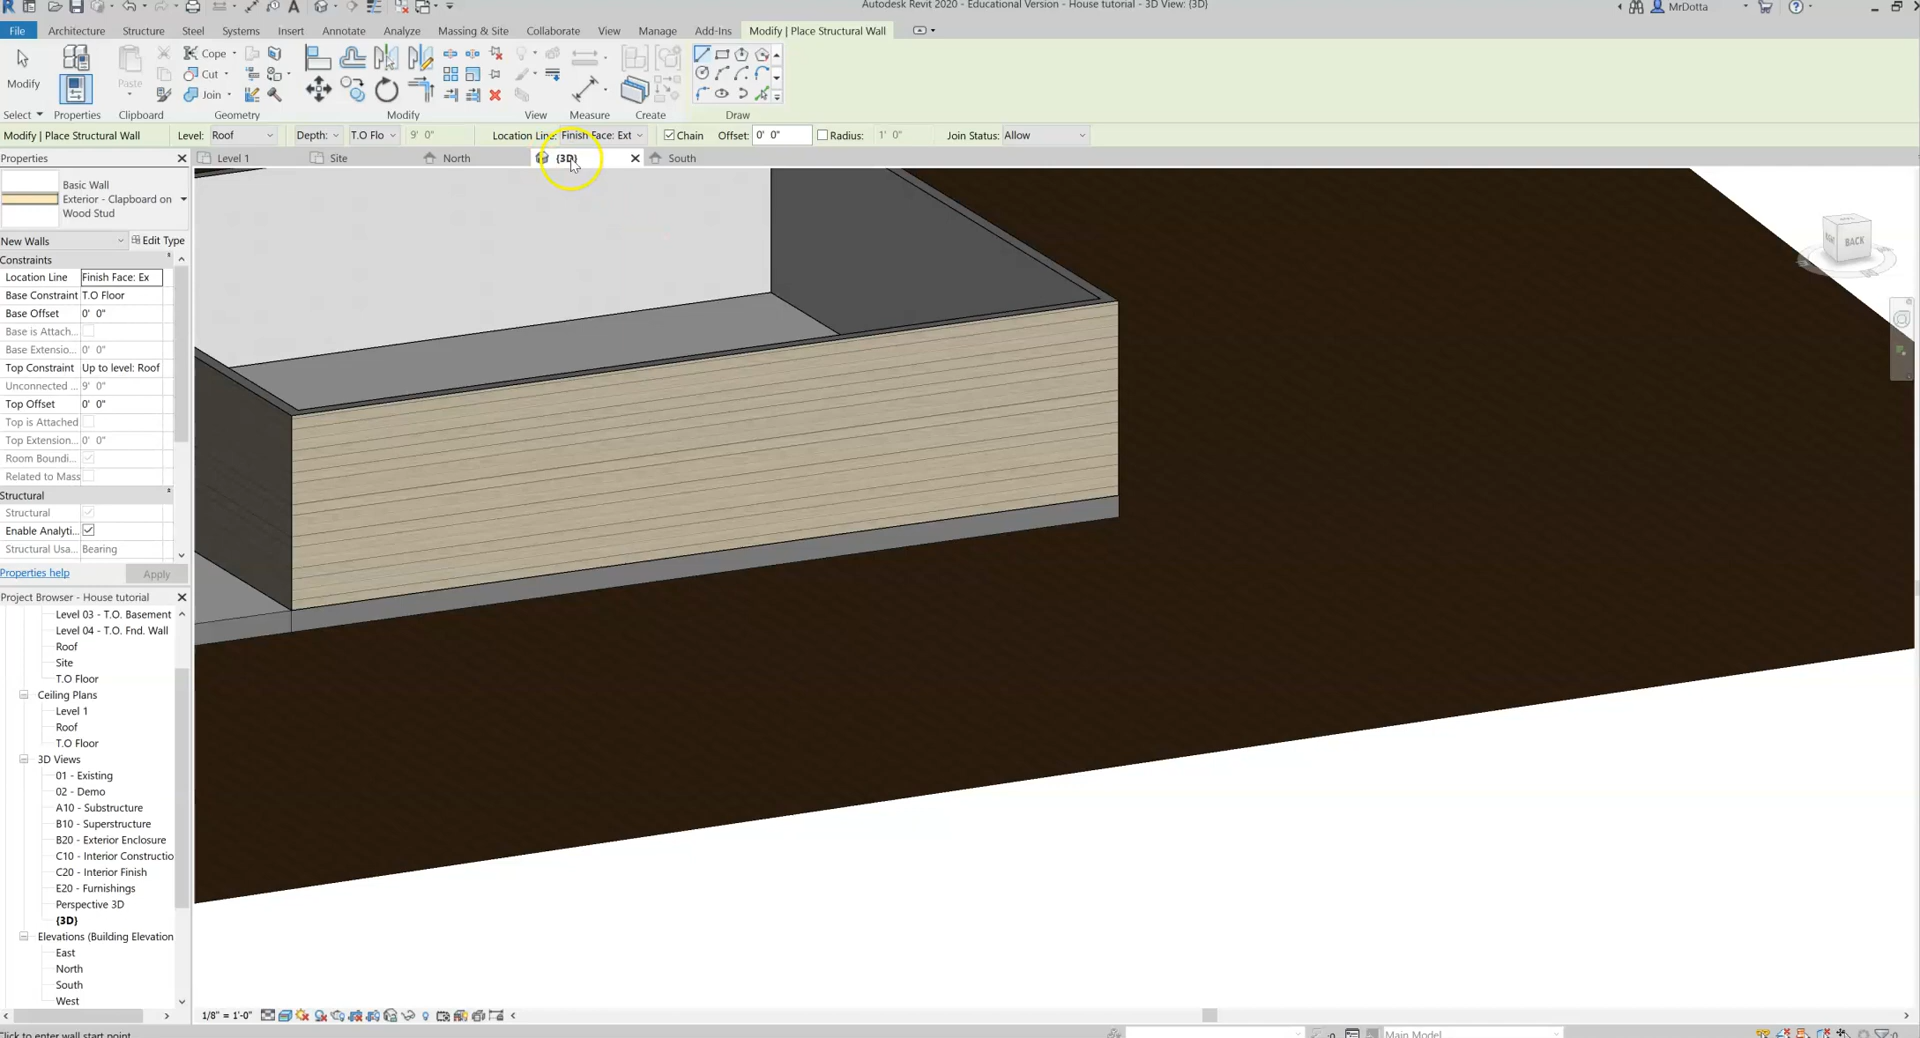 Autodesk Revit 2020 - Educational Version - House tutorial - 3D View: {3D}
MrDotta
File Architecture Structure Steel Systems Insert Annotate Analyze Massing & Site Collaborate View Manage Add-Ins Modify | Place Structural Wall
Modify
Paste
Cope
Cut
Join
Select
Properties
Clipboard
Geometry
Modify
View
Measure
Create
Draw
Modify | Place Structural Wall Level: Roof Depth: T.O Flo 9' 0" Location Line: Finish Face: Ext Chain Offset: 0' 0" Radius: 1' 0" Join Status: Allow
Properties
Level 1 Site North {3D} South
Basic Wall
Exterior - Clapboard on
Wood Stud
New Walls Edit Type
Constraints
Location Line Finish Face: Ex
Base Constraint T.O Floor
Base Offset 0' 0"
Base is Attach...
Base Extensio... 0' 0"
Top Constraint Up to level: Roof
Unconnected ... 9' 0"
Top Offset 0' 0"
Top is Attached
Top Extension... 0' 0"
Room Boundi...
Related to Mass
Structural
Structural
Enable Analyti...
Structural Usa... Bearing
Properties help Apply
Project Browser - House tutorial
Level 03 - T.O. Basement
Level 04 - T.O. Fnd. Wall
Roof
Site
T.O Floor
Ceiling Plans
Level 1
Roof
T.O Floor
3D Views
01 - Existing
02 - Demo
A10 - Substructure
B10 - Superstructure
B20 - Exterior Enclosure
C10 - Interior Constructio
C20 - Interior Finish
E20 - Furnishings
Perspective 3D
{3D}
Elevations (Building Elevation
East
North
South
West
BACK
1/8" = 1'-0"
Click to enter wall start point.
:0
Main Model
:0